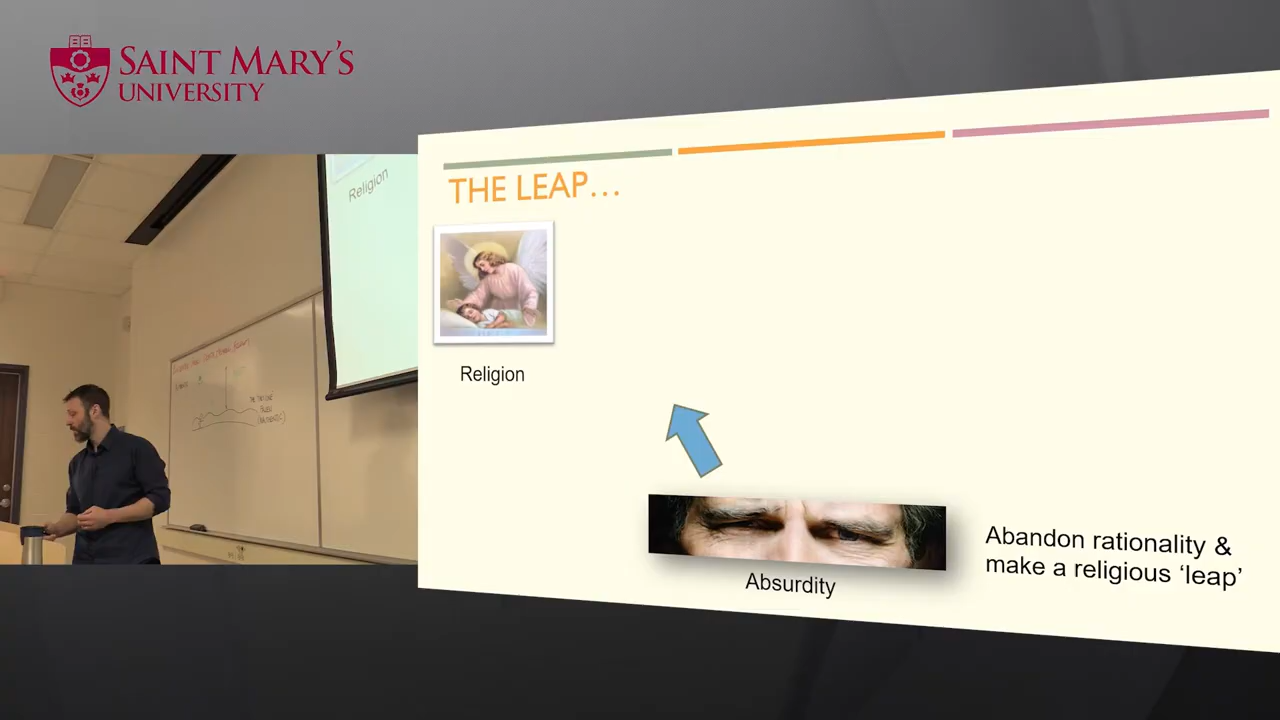 SAINT MARY'S
UNIVERSITY
Religion
THE LEAP...
Religion
Absurdity
Abandon rationality &
make a religious ‘leap’